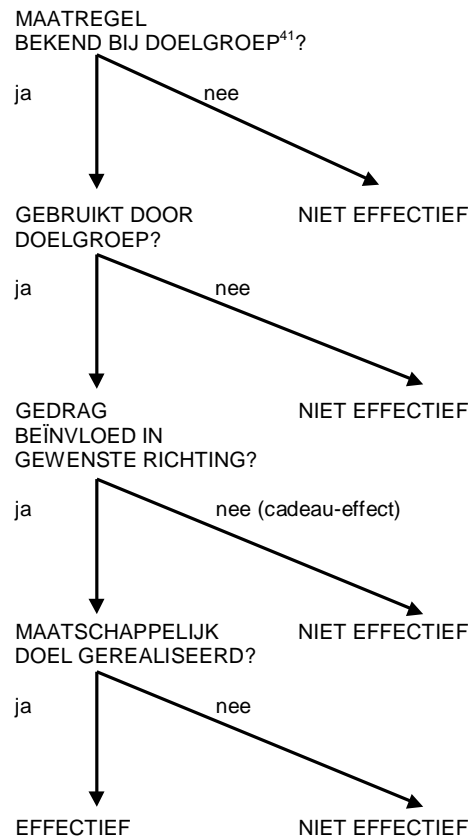 MAATREGEL
BEKEND BIJ DOELGROEP⁴¹?
ja nee
GEBRUIKT DOOR NIET EFFECTIEF
DOELGROEP?
ja nee
GEDRAG NIET EFFECTIEF
BEÏNVLOED IN
GEWENSTE RICHTING?
ja nee (cadeau-effect)
MAATSCHAPPELIJK NIET EFFECTIEF
DOEL GEREALISEERD?
ja nee
EFFECTIEF NIET EFFECTIEF